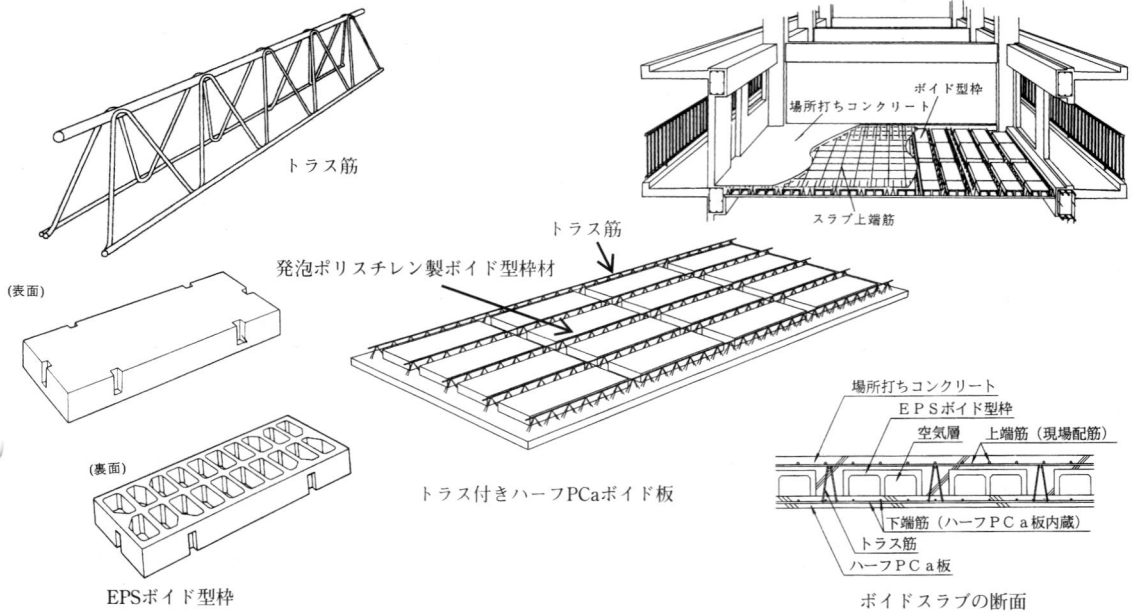 トラス筋
ボイド型枠
場所打ちコンクリート
スラブ上端筋
トラス筋
発泡ポリスチレン製ボイド型枠材
(表面)
(裏面)
EPSボイド型枠
トラス付きハーフPCaボイド板
場所打ちコンクリート
EPSボイド型枠
空気層
上端筋（現場配筋）
下端筋（ハーフPCa板内蔵）
トラス筋
ハーフPCa板
ボイドスラブの断面